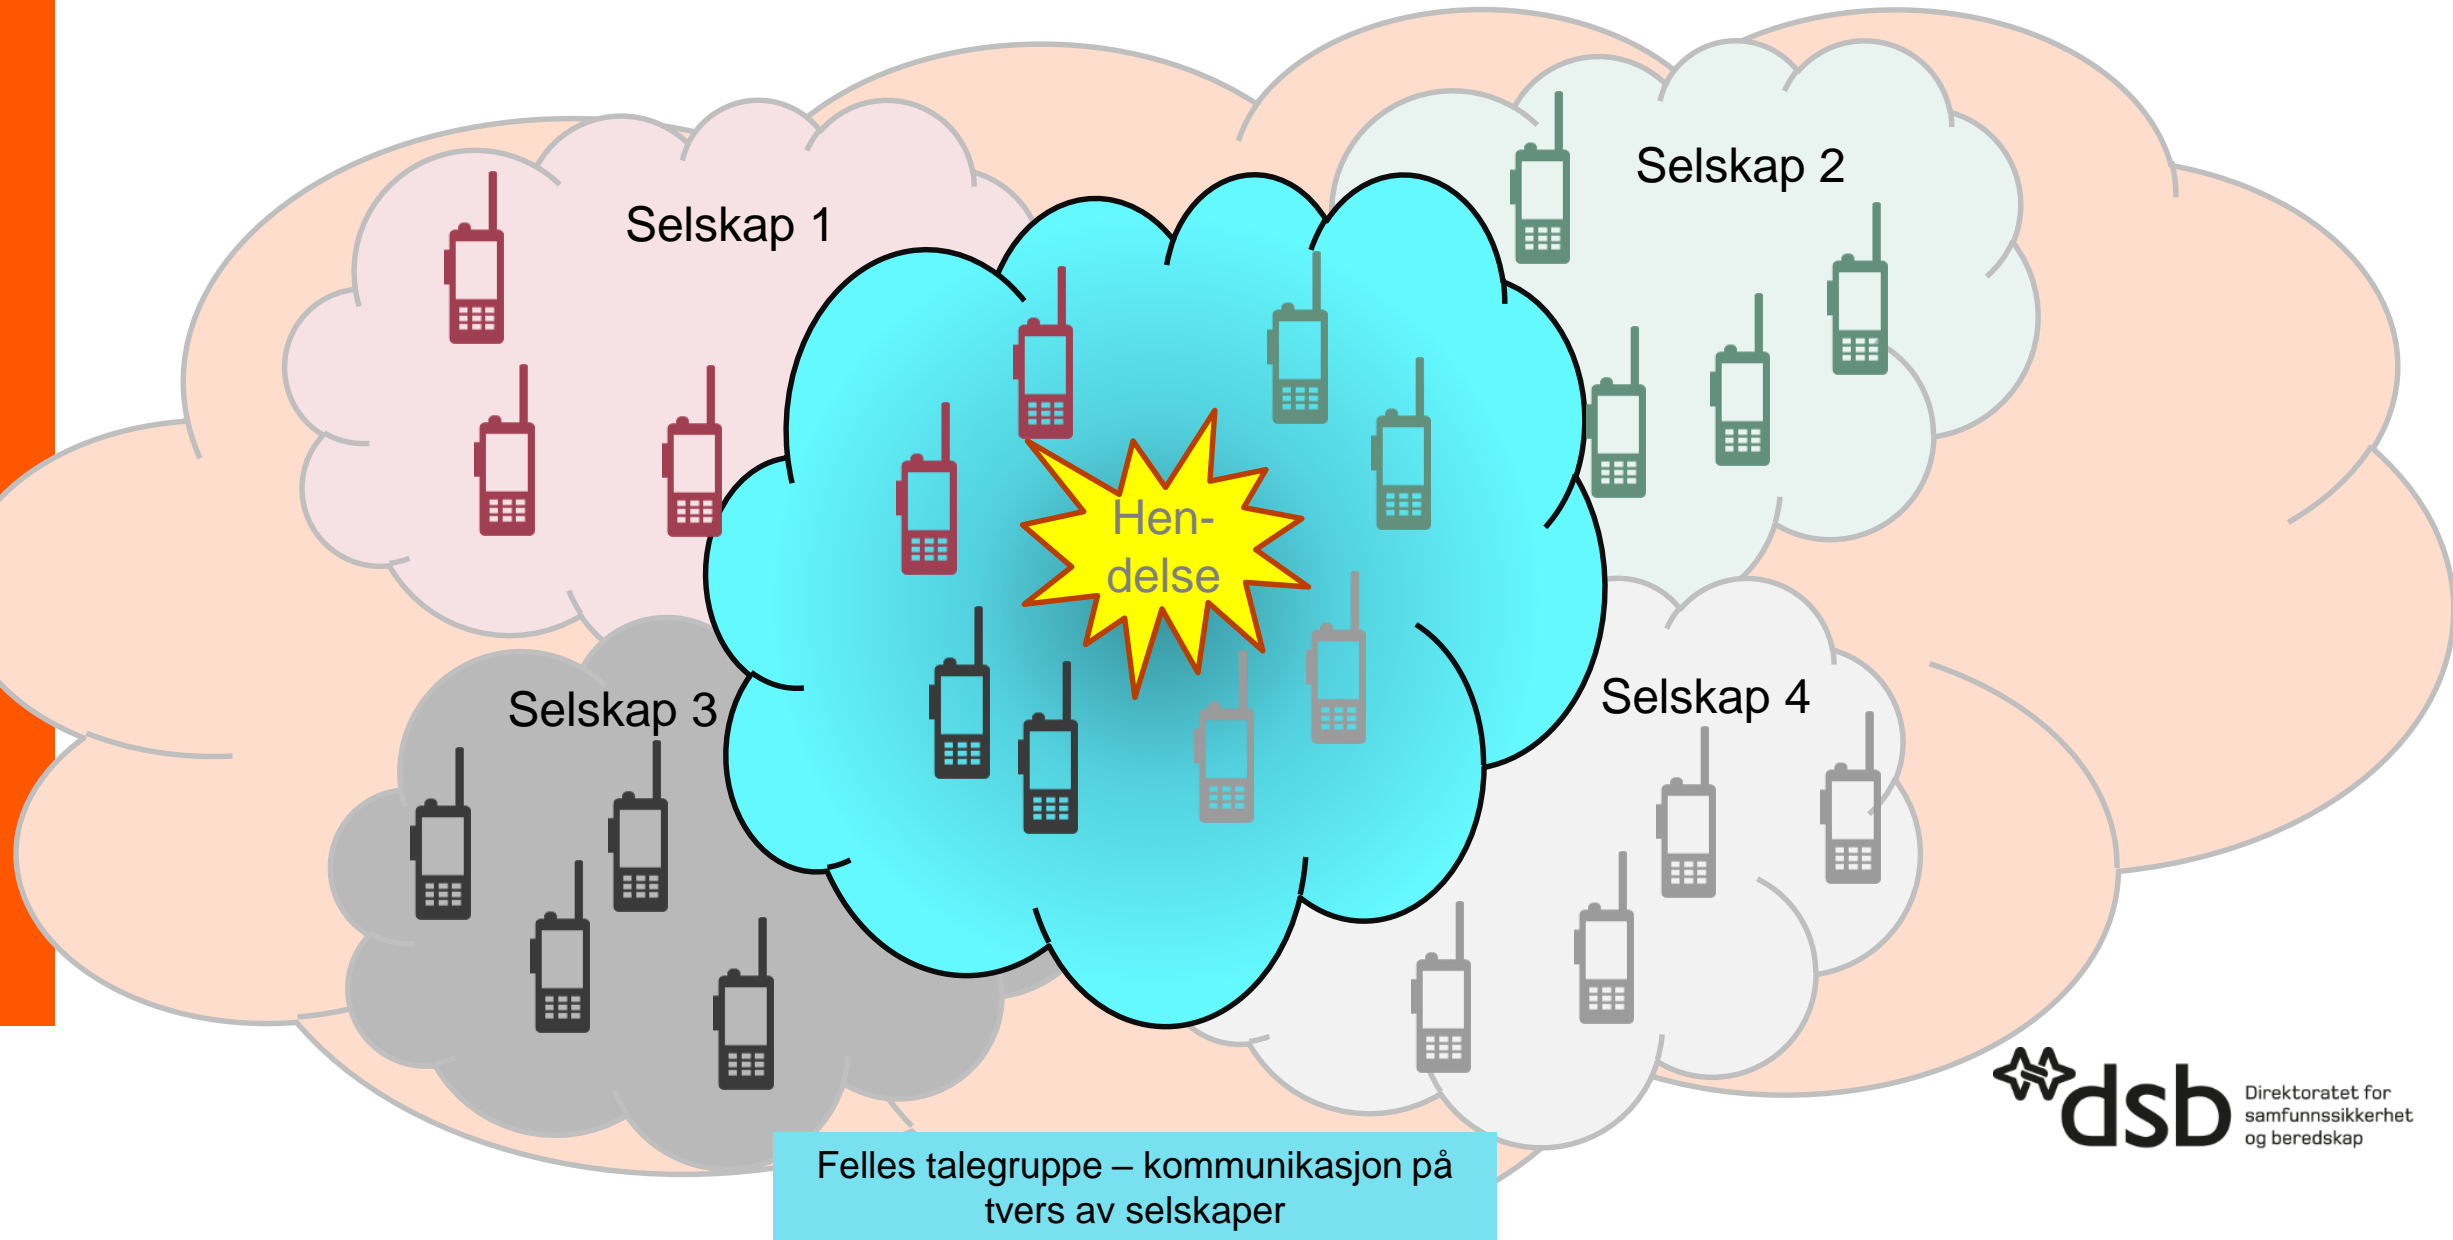 Selskap 1
Selskap 2
Hen-
delse
Selskap 3
Selskap 4
Felles talegruppe – kommunikasjon på
tvers av selskaper
dsb
Direktoratet for
samfunnssikkerhet
og beredskap